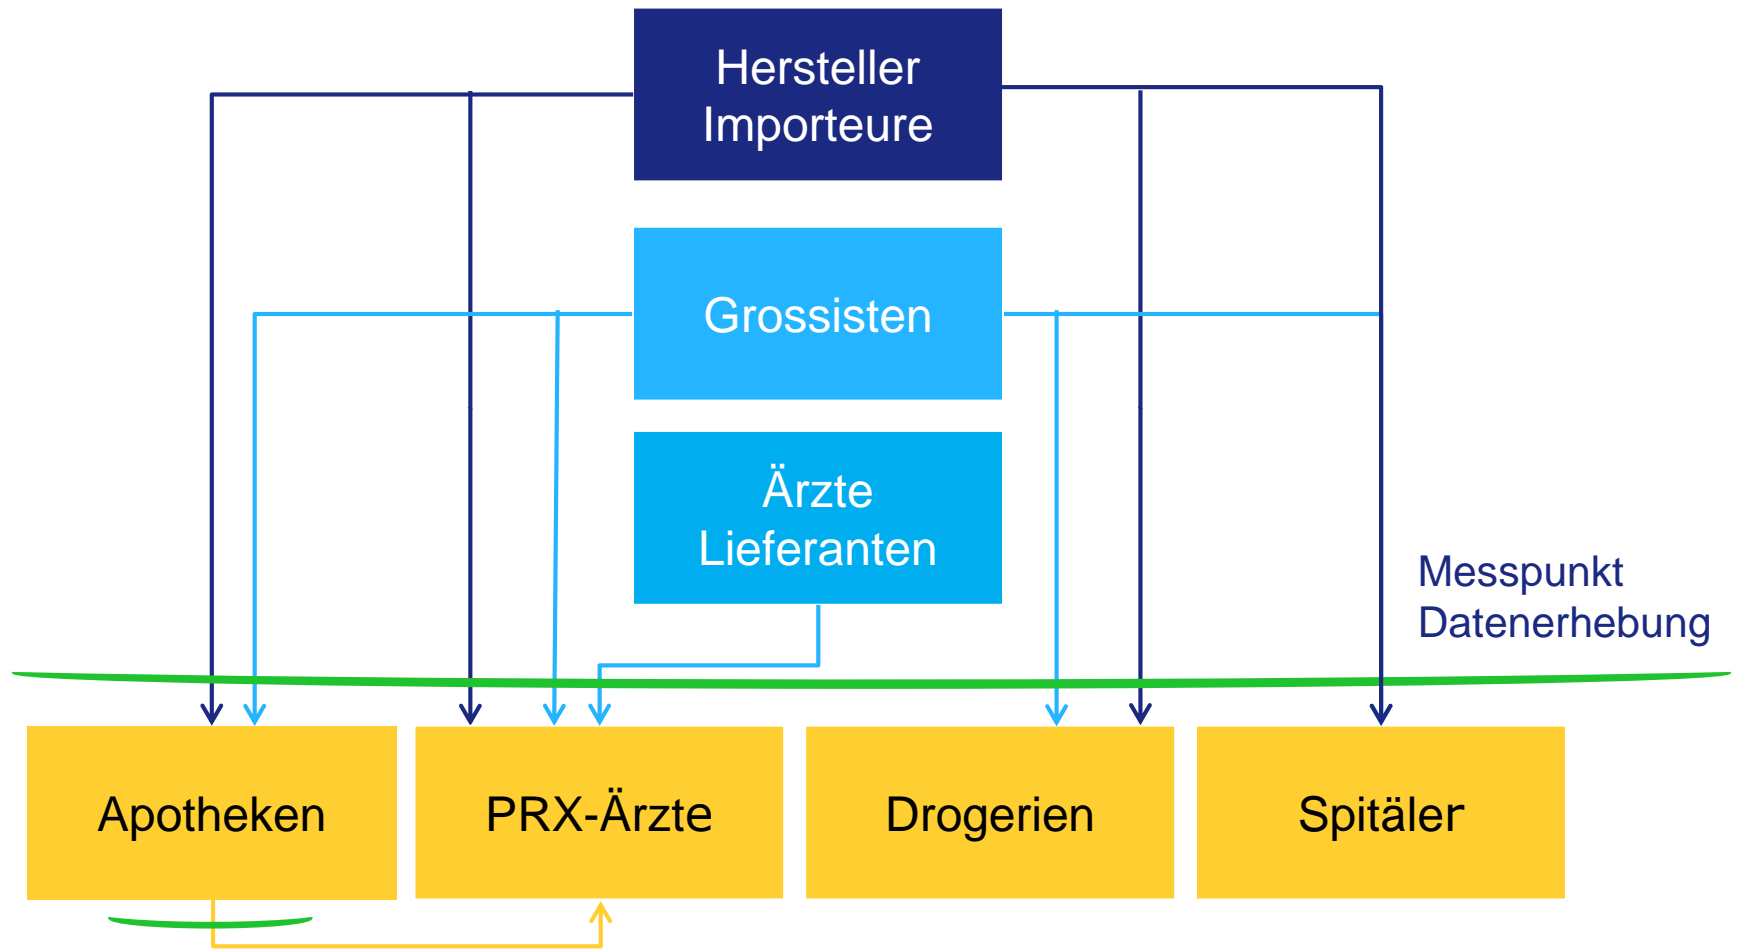 Hersteller
Importeure
Grossisten
Ärzte
Lieferanten
Messpunkt
Datenerhebung
Apotheken
PRX-Ärzte
Drogerien
Spitäler